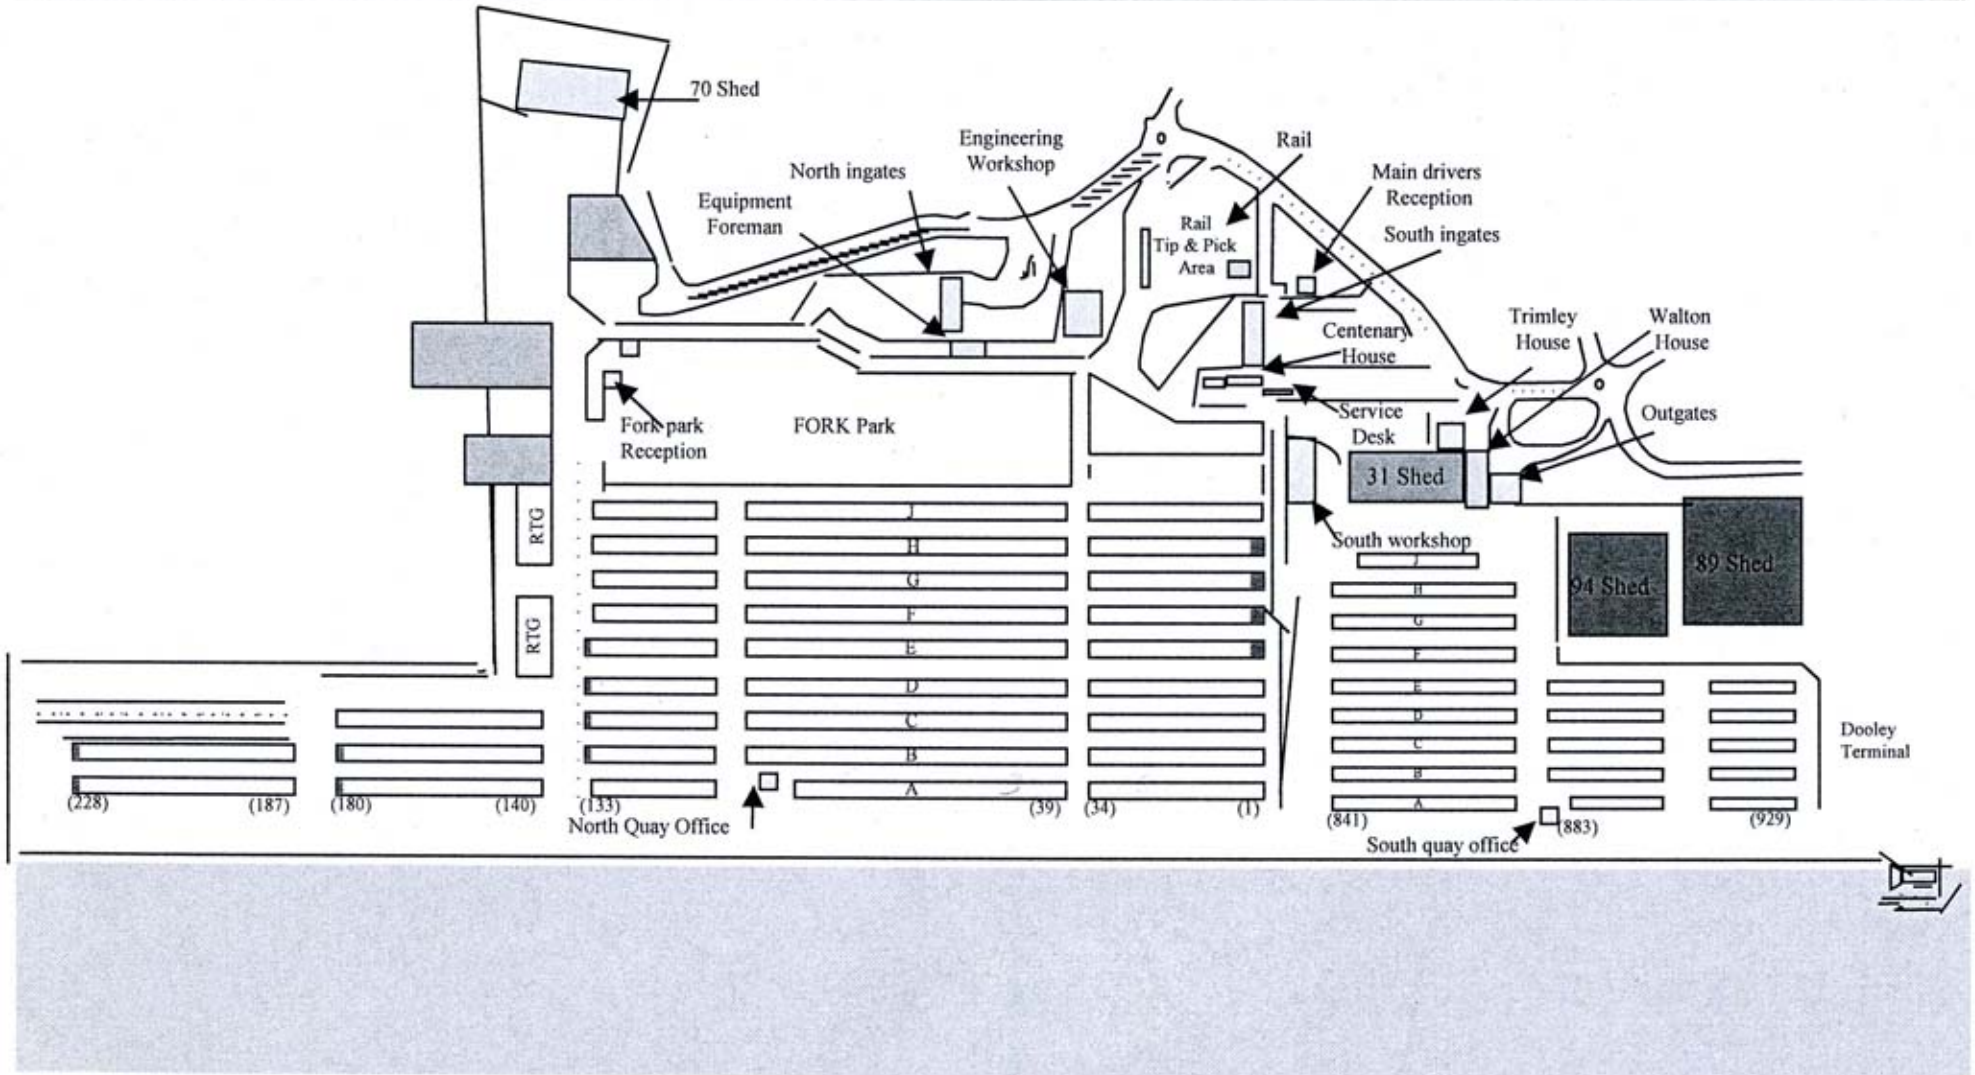 70 Shed
Engineering
Workshop
Rail
North ingates
Main drivers
Reception
Equipment
Foreman
Rail
Tip & Pick
Area
South ingates
Centenary
House
Trimley
House
Walton
House
Service
Desk
Outgates
Fork park
Reception
FORK Park
31 Shed
RTG
RTG
South workshop
94 Shed
89 Shed
J
H
G
F
E
D
C
B
A
J
H
G
F
E
D
C
B
A
Dooley
Terminal
(228)
(187)
(180)
(140)
(133)
(39)
(34)
(1)
(841)
(883)
(929)
North Quay Office
South quay office